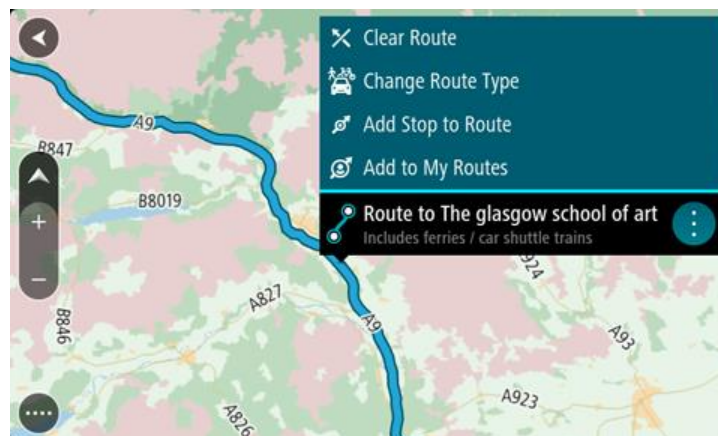 Clear Route
Change Route Type
Add Stop to Route
Add to My Routes
Route to The glasgow school of art
Includes ferries / car shuttle trains
A9
B847
B8019
A827
A9
B846
A924
A93
A826
A923